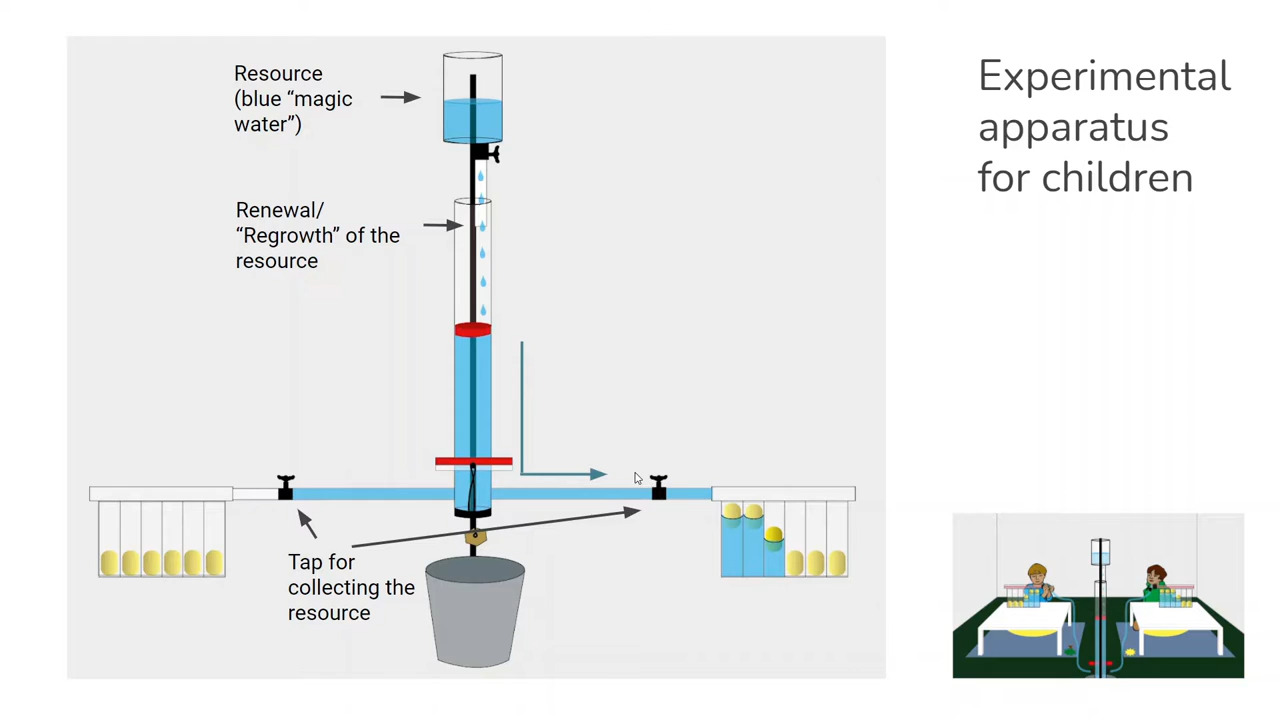 Experimental
apparatus
for children
Resource
(blue “magic
water”)
Renewal/
“Regrowth” of the
resource
Tap for
collecting the
resource